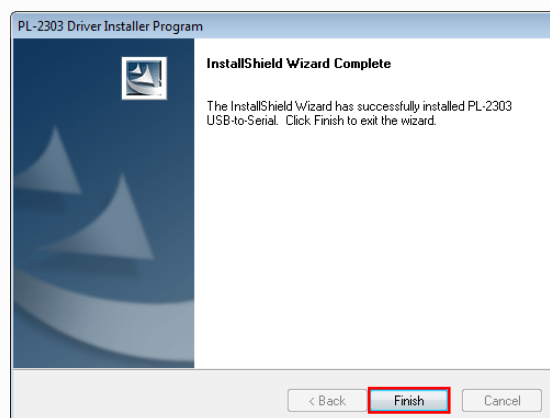 PL-2303 Driver Installer Program
InstallShield Wizard Complete
The InstallShield Wizard has successfully installed PL-2303
USB-to-Serial. Click Finish to exit the wizard.
< Back Finish Cancel